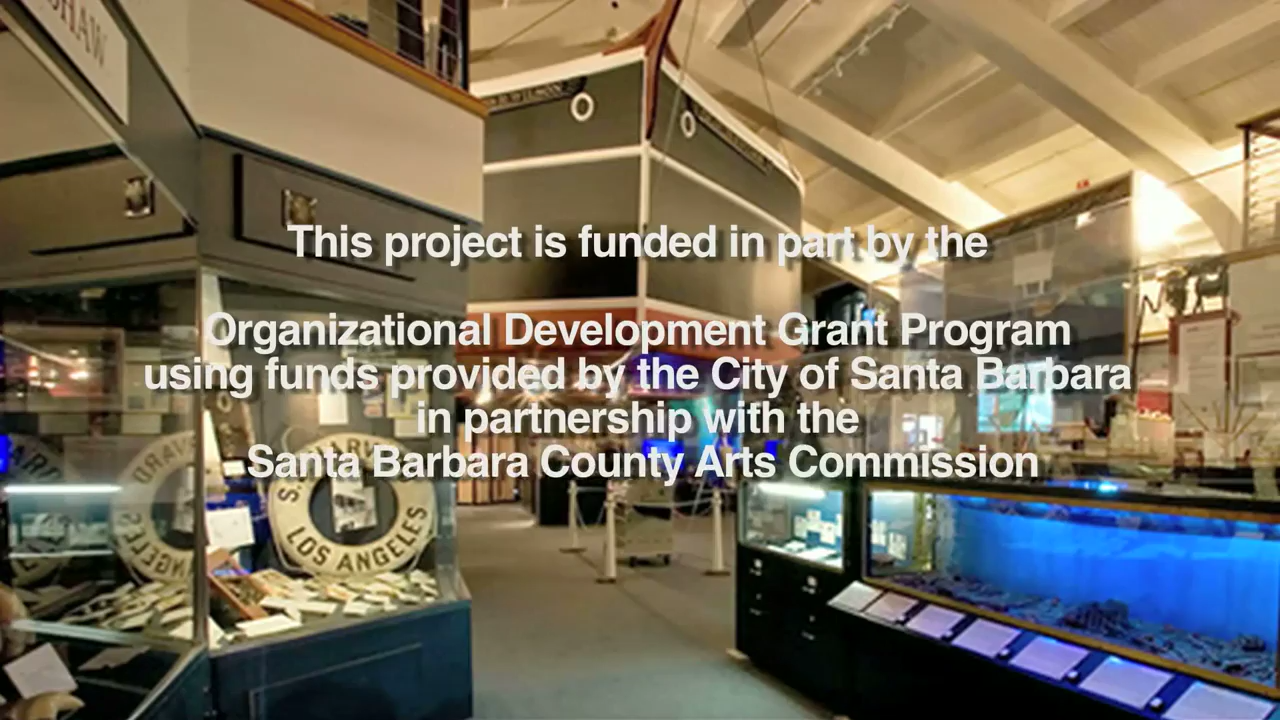 SHAW
This project is funded in part by the
Organizational Development Grant Program
using funds provided by the City of Santa Barbara
in partnership with the
Santa Barbara County Arts Commission
LOS ANGELES